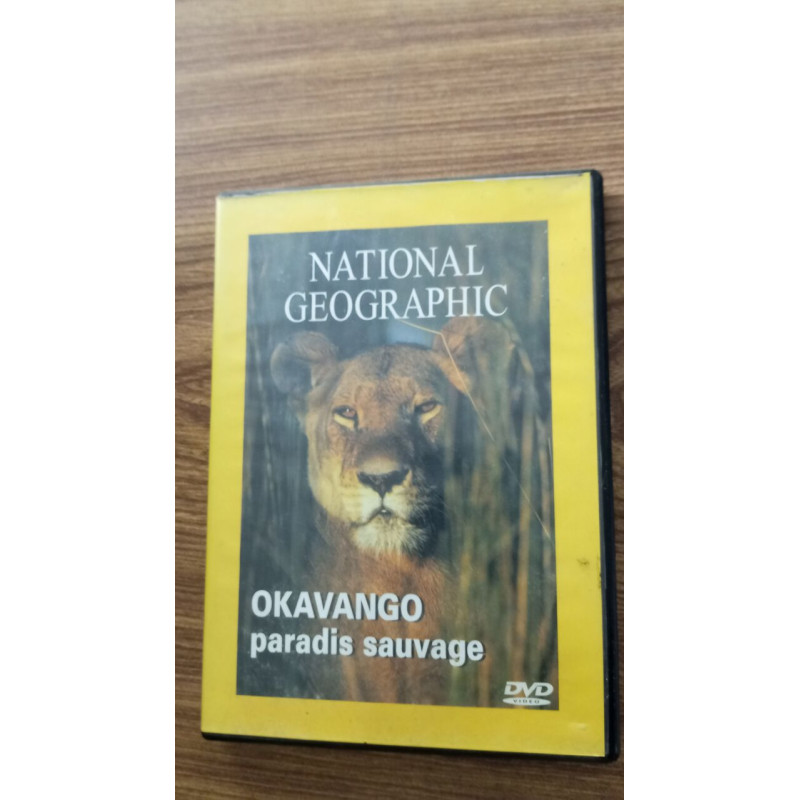 NATIONAL
GEOGRAPHIC
OKAVANGO
paradis sauvage
DVD
VIDEO